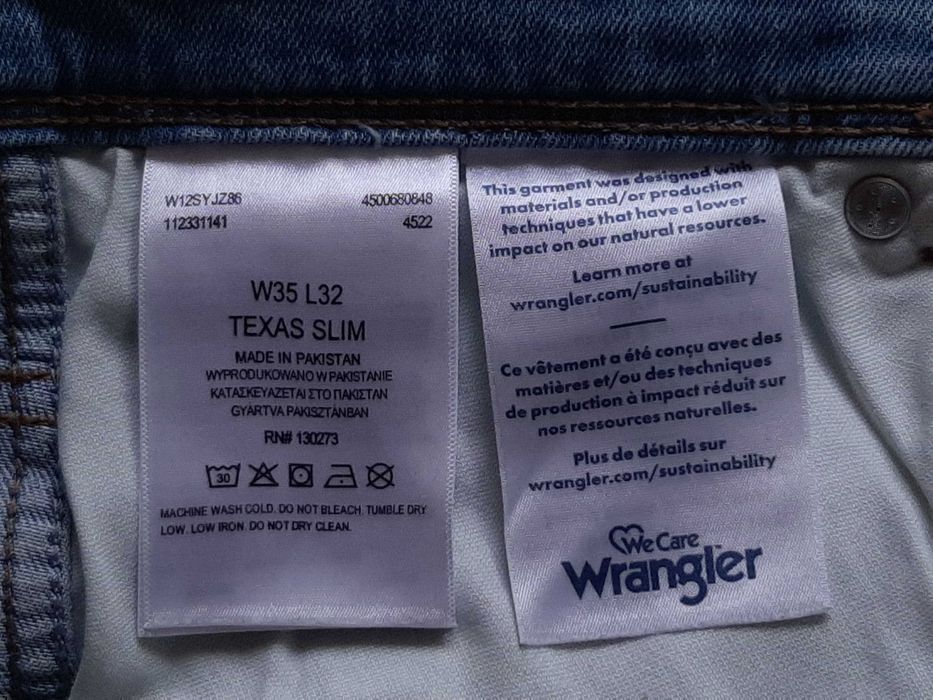 W12SYJZ86 4500680848
112331141 4522
W35 L32
TEXAS SLIM
MADE IN PAKISTAN
WYPRODUKOWANO W PAKISTANIE
ΚΑΤΑΣΚΕΥΑΖΕΤΑΙ ΣΤΟ ΠΑΚΙΣΤΑΝ
GYÁRTVA PAKISZTÁNBAN
RN# 130273
30
MACHINE WASH COLD. DO NOT BLEACH. TUMBLE DRY
LOW. LOW IRON. DO NOT DRY CLEAN.
This garment was designed with
materials and/or production
techniques that have a lower
impact on our natural resources.
Learn more at
wrangler.com/sustainability
Ce vêtement a été conçu avec des
matières et/ou des techniques
de production à impact réduit sur
nos ressources naturelles.
Plus de détails sur
wrangler.com/sustainability
We Care
Wrangler